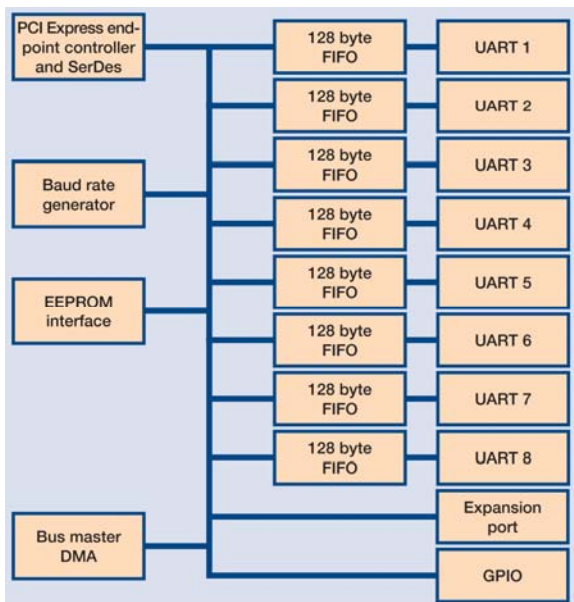 PCI Express end-
point controller
and SerDes
Baud rate
generator
EEPROM
interface
Bus master
DMA
128 byte
FIFO
UART 1
128 byte
FIFO
UART 2
128 byte
FIFO
UART 3
128 byte
FIFO
UART 4
128 byte
FIFO
UART 5
128 byte
FIFO
UART 6
128 byte
FIFO
UART 7
128 byte
FIFO
UART 8
Expansion
port
GPIO